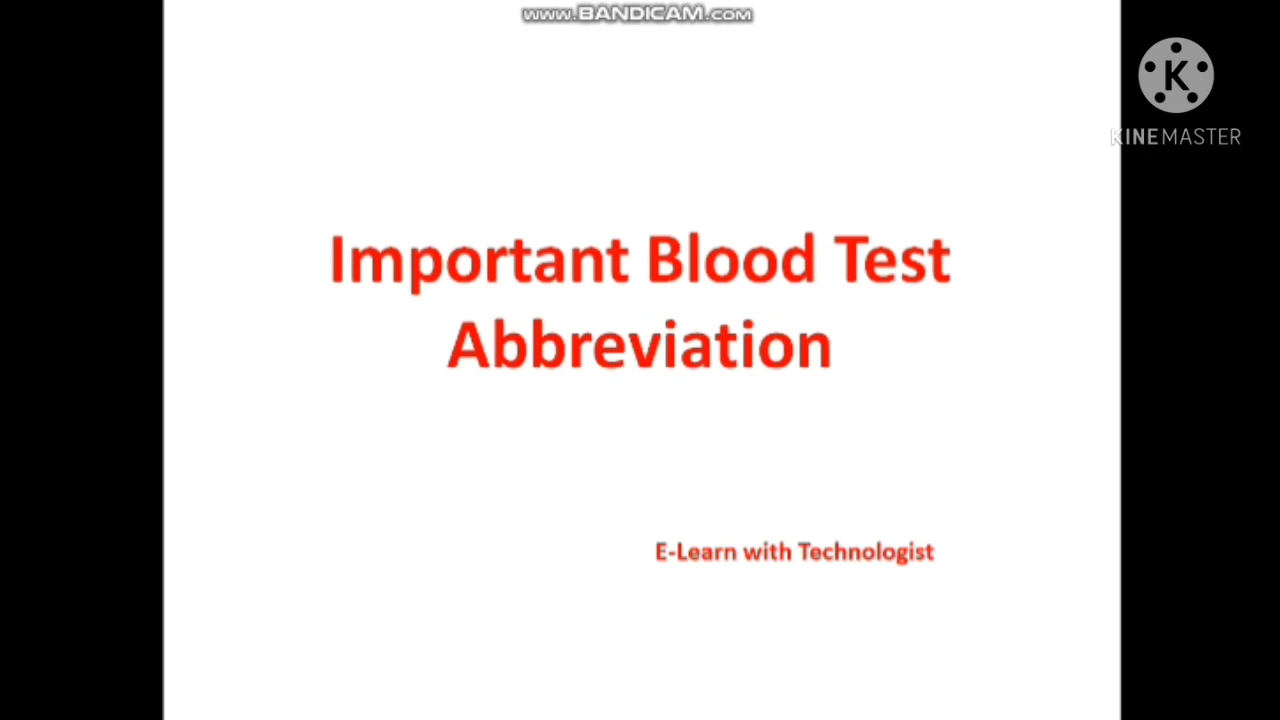 www.BANDICAM.com
K
KINEMASTER
Important Blood Test
Abbreviation
E-Learn with Technologist